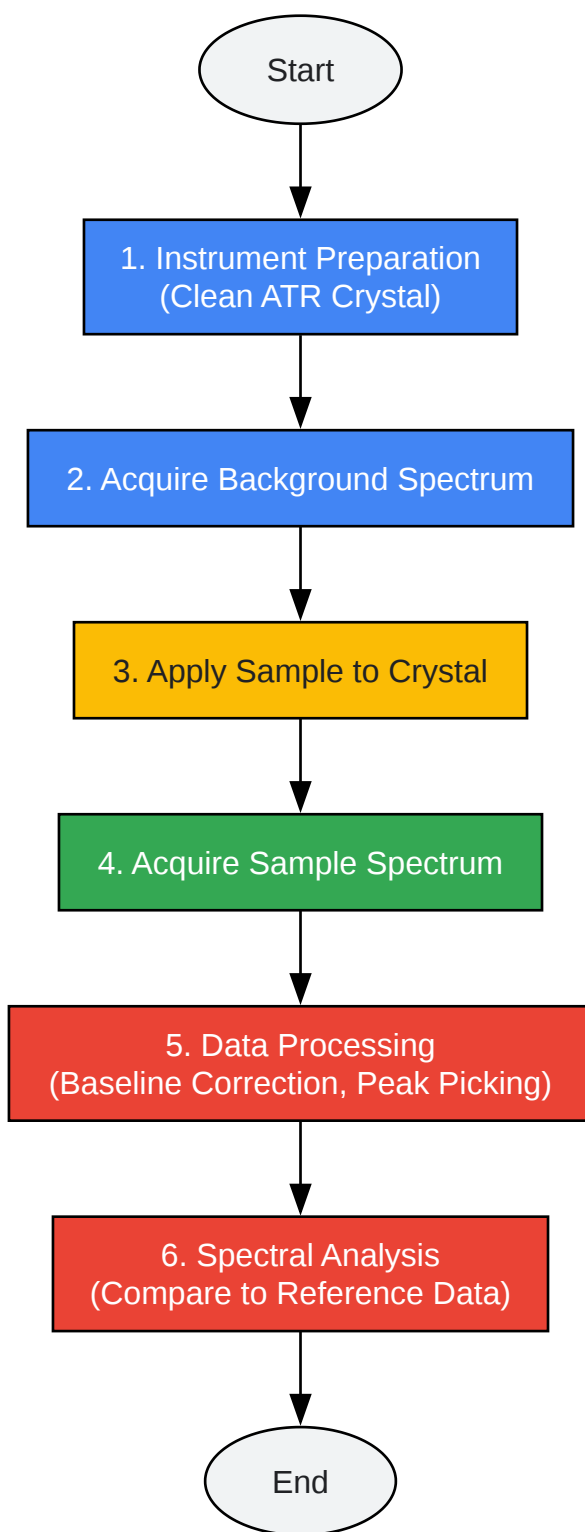 Start
1. Instrument Preparation
(Clean ATR Crystal)
2. Acquire Background Spectrum
3. Apply Sample to Crystal
4. Acquire Sample Spectrum
5. Data Processing
(Baseline Correction, Peak Picking)
6. Spectral Analysis
(Compare to Reference Data)
End